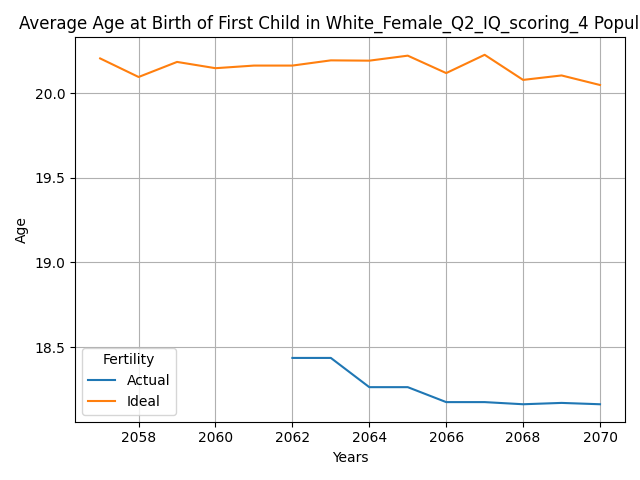 Average Age at Birth of First Child in White_Female_Q2_IQ_scoring_4 Popul
20.0
19.5
19.0
18.5
Age
Fertility
Actual
Ideal
2058 2060 2062 2064 2066 2068 2070
Years